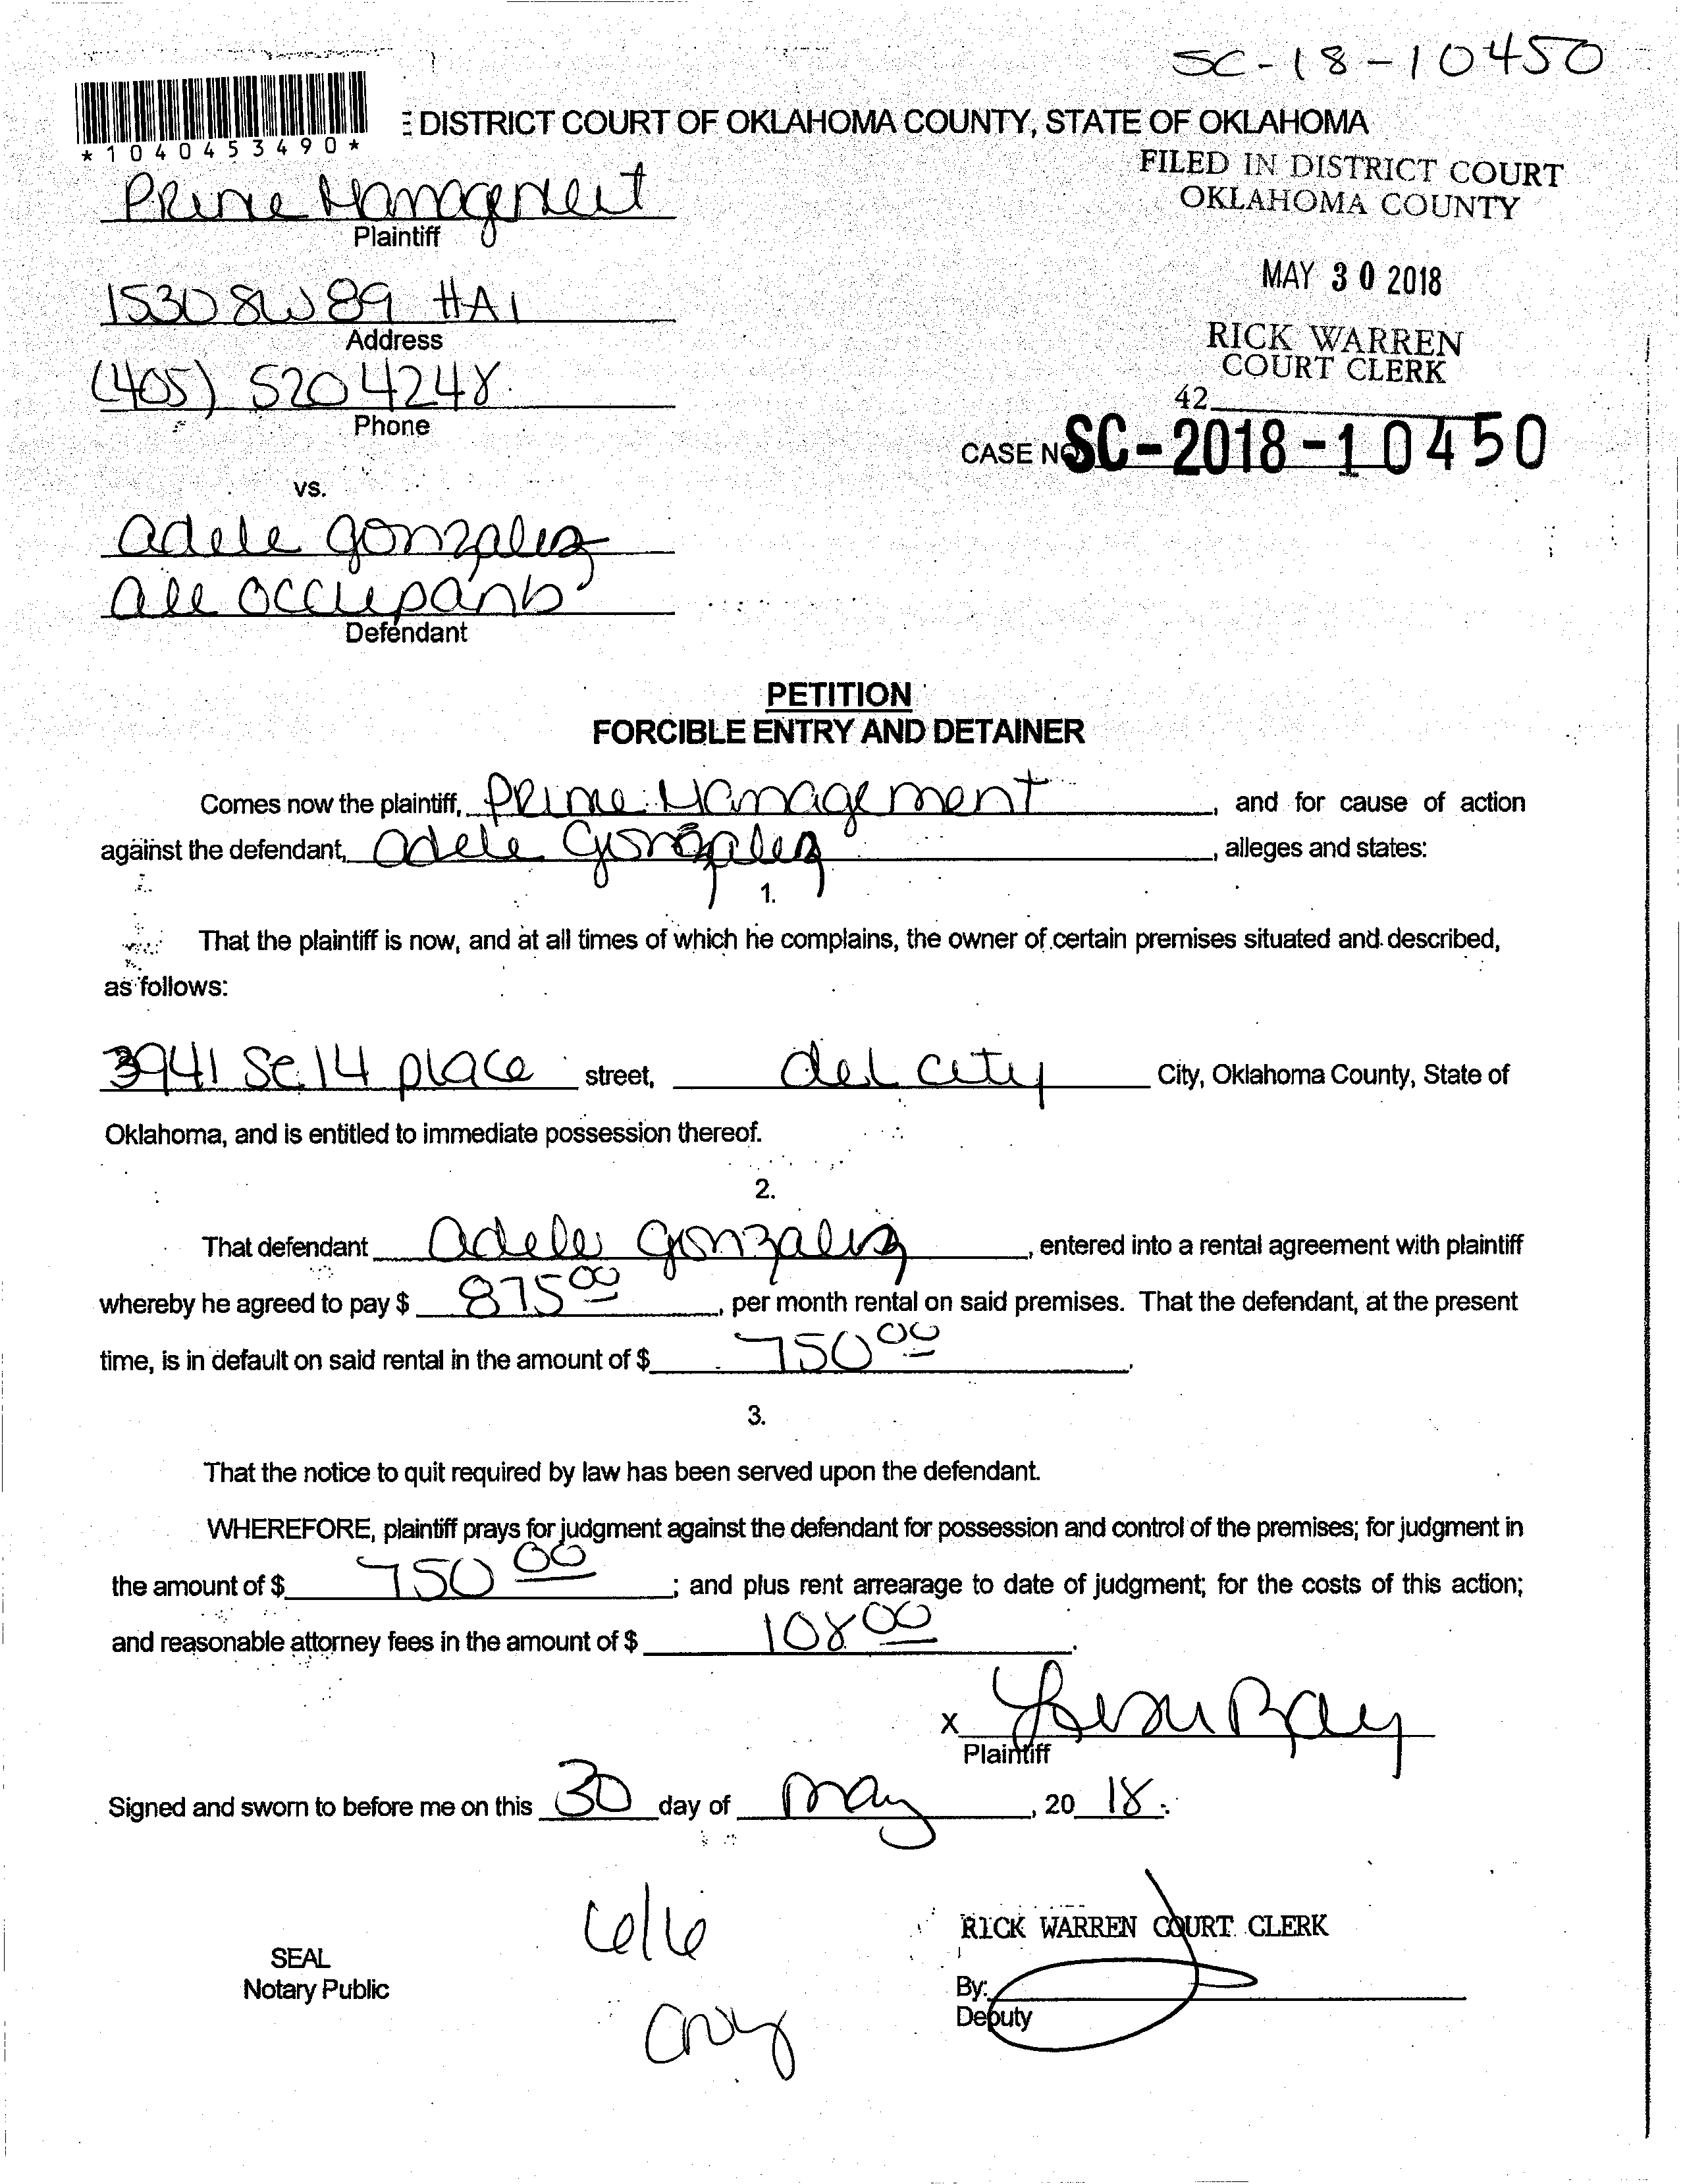 SC-18-10450
*1040453490*
E DISTRICT COURT OF OKLAHOMA COUNTY, STATE OF OKLAHOMA
FILED IN DISTRICT COURT
OKLAHOMA COUNTY
Prime Management
Plaintiff
MAY 30 2018
1530 SW 89 #A1
Address
RICK WARREN
COURT CLERK
(405) 520 4248
Phone
42
CASE NO SC-2018-10450
vs.
adele gonzalez
all occupants
Defendant
PETITION
FORCIBLE ENTRY AND DETAINER
Comes now the plaintiff, Prime Management, and for cause of action
against the defendant, adele Gonzalez, alleges and states:
1.
That the plaintiff is now, and at all times of which he complains, the owner of certain premises situated and described,
as follows:
3941 SE 14 place street, del city City, Oklahoma County, State of
Oklahoma, and is entitled to immediate possession thereof.
2.
That defendant adele gonzalez, entered into a rental agreement with plaintiff
whereby he agreed to pay $ 875 00, per month rental on said premises. That the defendant, at the present
time, is in default on said rental in the amount of $ 750 00.
3.
That the notice to quit required by law has been served upon the defendant.
WHEREFORE, plaintiff prays for judgment against the defendant for possession and control of the premises; for judgment in
the amount of $ 750 00; and plus rent arrearage to date of judgment; for the costs of this action;
and reasonable attorney fees in the amount of $ 108 00.
X
Plaintiff
Signed and sworn to before me on this 30 day of May, 20 18.
6/6
RICK WARREN COURT CLERK
SEAL
Notary Public
By:
Deputy